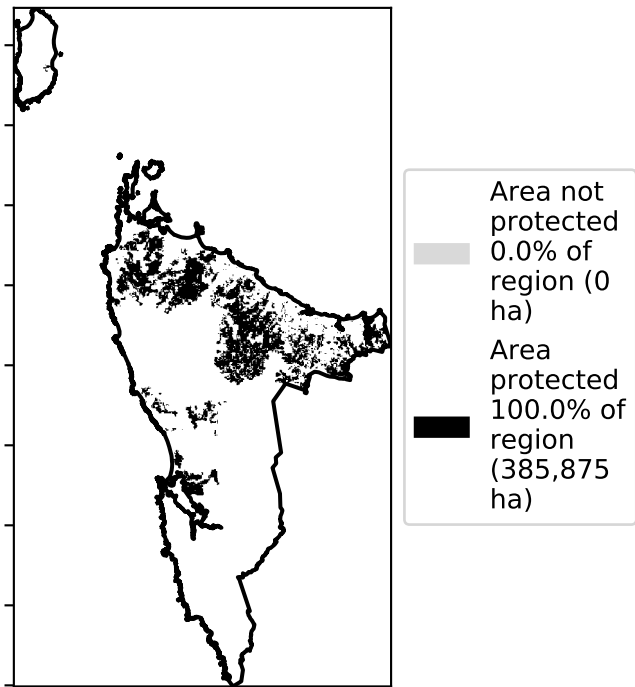 Area not
protected
0.0% of
region (0
ha)
Area
protected
100.0% of
region
(385,875
ha)